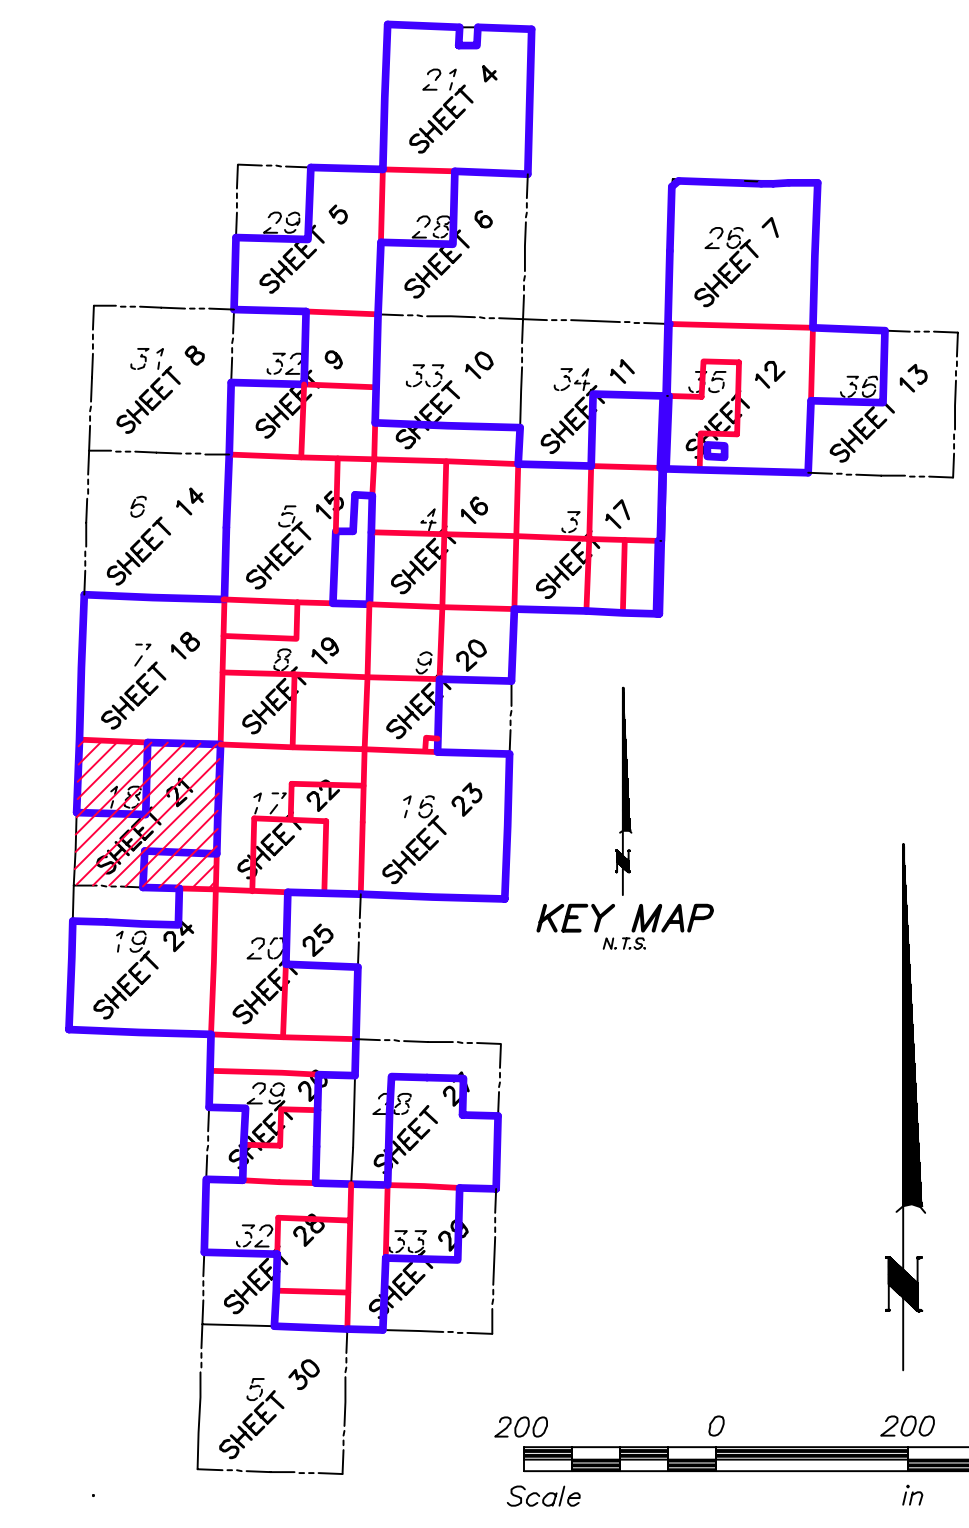 21
SHEET 4
29
SHEET 5
28
SHEET 6
26
SHEET 7
31
SHEET 8
32
SHEET 9
33
SHEET 10
34
SHEET 11
35
SHEET 12
36
SHEET 13
6
SHEET 14
5
SHEET 15
4
SHEET 16
3
SHEET 17
7
SHEET 18
8
SHEET 19
9
SHEET 20
18
SHEET 21
17
SHEET 22
16
SHEET 23
N
KEY MAP
N.T.S.
19
SHEET 24
20
SHEET 25
29
SHEET 26
28
SHEET 27
32
SHEET 28
33
SHEET 29
N
5
SHEET 30
200 0 200
Scale in